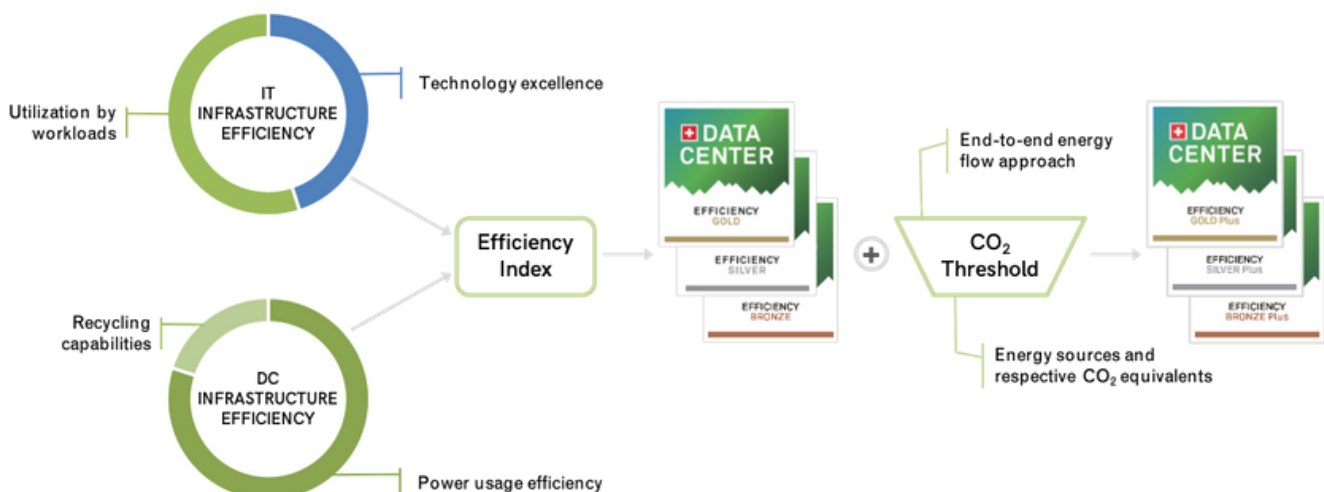 IT
INFRASTRUCTURE
EFFICIENCY
Technology excellence
Utilization by
workloads
Recycling
capabilities
DC
INFRASTRUCTURE
EFFICIENCY
Power usage efficiency
Efficiency
Index
DATA
CENTER
EFFICIENCY
GOLD
EFFICIENCY
SILVER
EFFICIENCY
BRONZE
+
End-to-end energy
flow approach
CO₂
Threshold
Energy sources and
respective CO₂ equivalents
DATA
CENTER
EFFICIENCY
GOLD Plus
EFFICIENCY
SILVER Plus
EFFICIENCY
BRONZE Plus